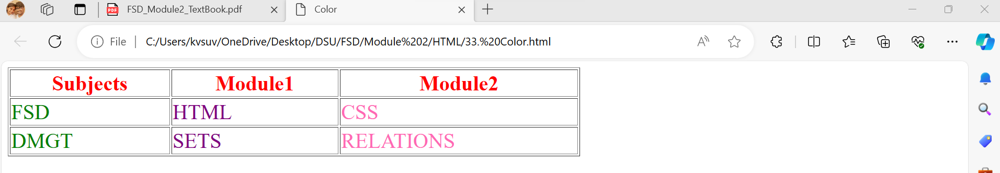 FSD_Module2_TextBook.pdf Color
File C:/Users/kvsuv/OneDrive/Desktop/DSU/FSD/Module%202/HTML/33.%20Color.html
Subjects Module1 Module2
FSD HTML CSS
DMGT SETS RELATIONS